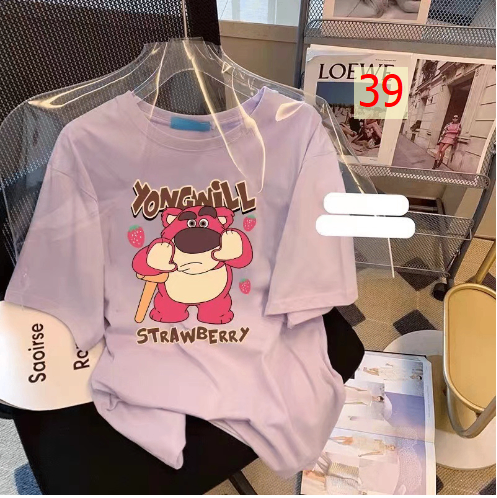 LOEWE
39
YONGWILL
STRAWBERRY
Saoirse